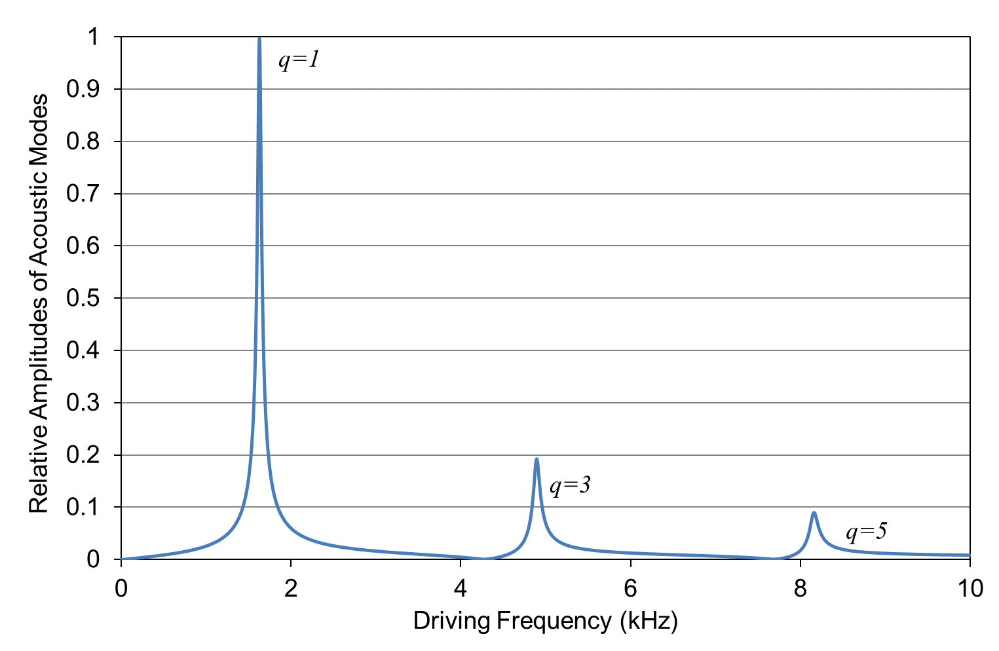 Relative Amplitudes of Acoustic Modes
1
0.9
0.8
0.7
0.6
0.5
0.4
0.3
0.2
0.1
0
q=1
q=3
q=5
0 2 4 6 8 10
Driving Frequency (kHz)